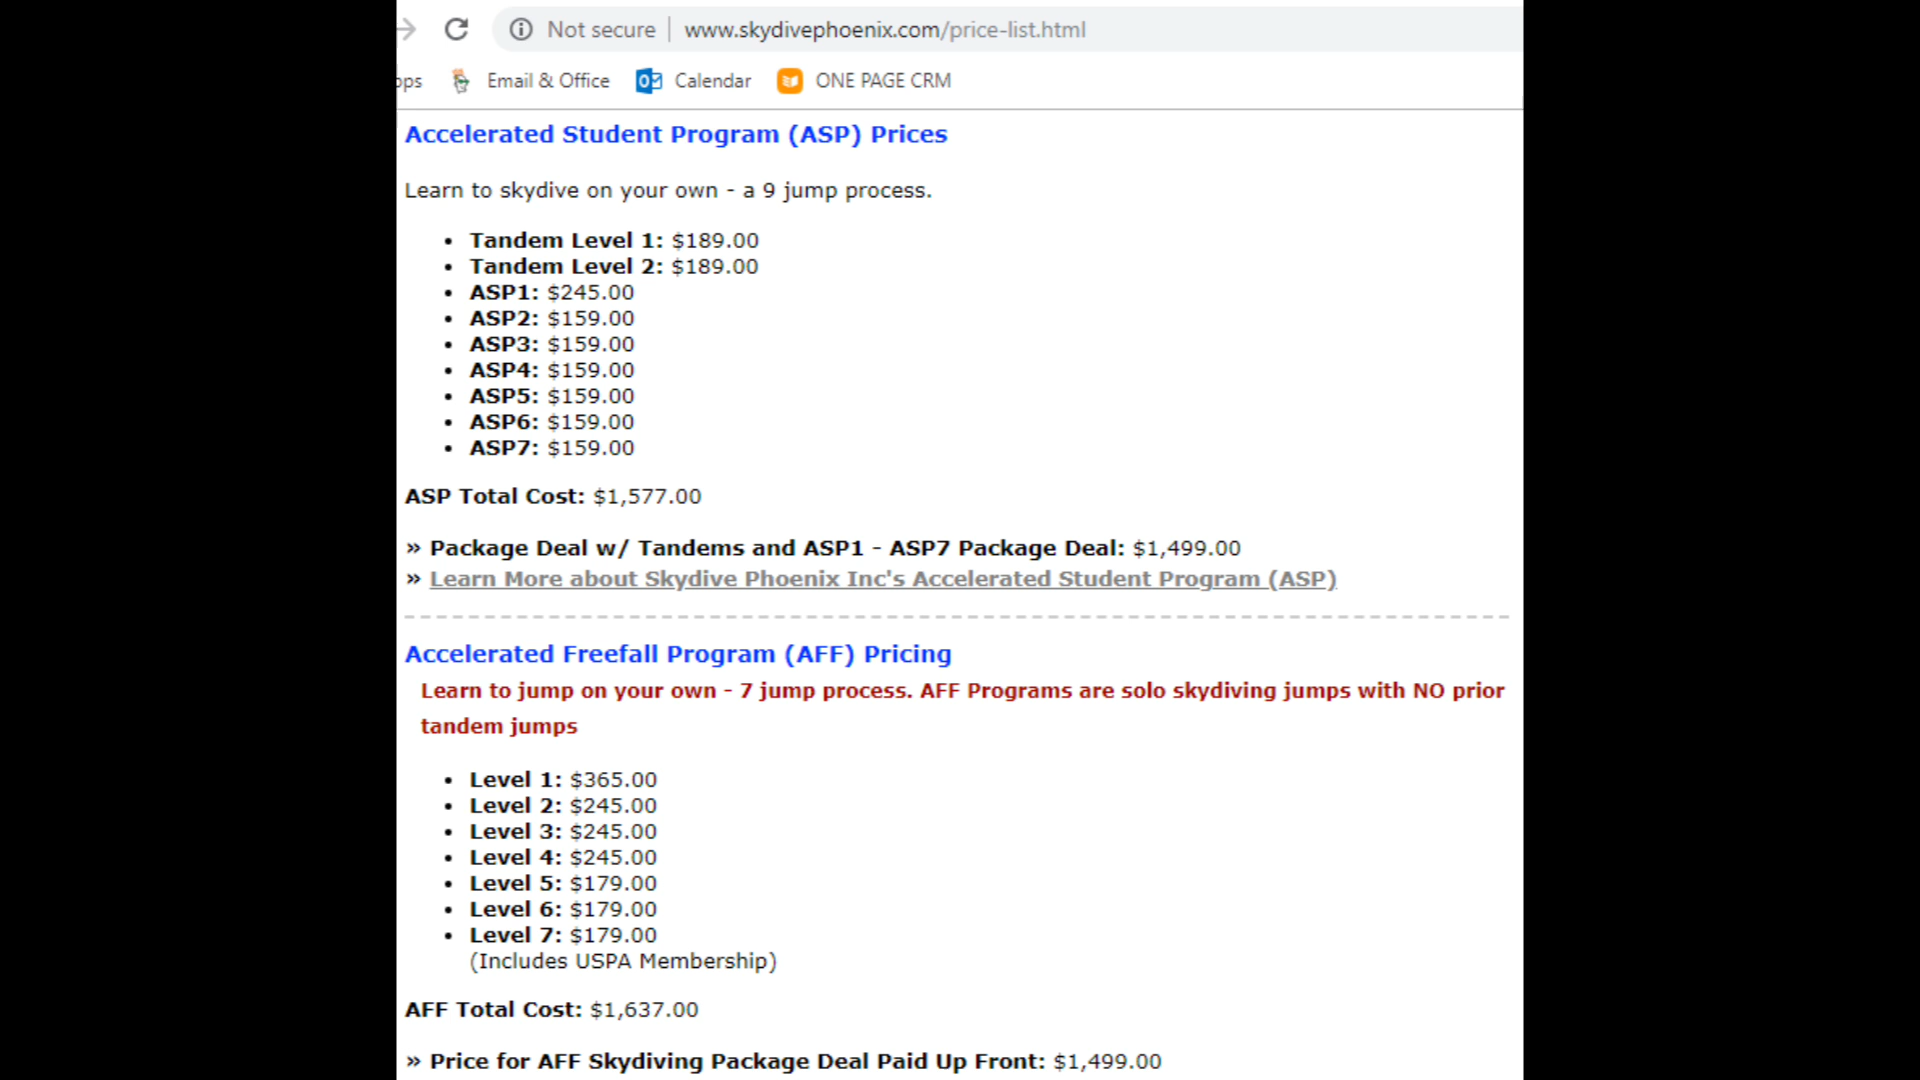 Not secure www.skydivephoenix.com/price-list.html
Email & Office Calendar ONE PAGE CRM
Accelerated Student Program (ASP) Prices
Learn to skydive on your own - a 9 jump process.
• Tandem Level 1: $189.00
• Tandem Level 2: $189.00
• ASP1: $245.00
• ASP2: $159.00
• ASP3: $159.00
• ASP4: $159.00
• ASP5: $159.00
• ASP6: $159.00
• ASP7: $159.00
ASP Total Cost: $1,577.00
» Package Deal w/ Tandems and ASP1 - ASP7 Package Deal: $1,499.00
» Learn More about Skydive Phoenix Inc's Accelerated Student Program (ASP)
Accelerated Freefall Program (AFF) Pricing
Learn to jump on your own - 7 jump process. AFF Programs are solo skydiving jumps with NO prior
tandem jumps
• Level 1: $365.00
• Level 2: $245.00
• Level 3: $245.00
• Level 4: $245.00
• Level 5: $179.00
• Level 6: $179.00
• Level 7: $179.00
(Includes USPA Membership)
AFF Total Cost: $1,637.00
» Price for AFF Skydiving Package Deal Paid Up Front: $1,499.00